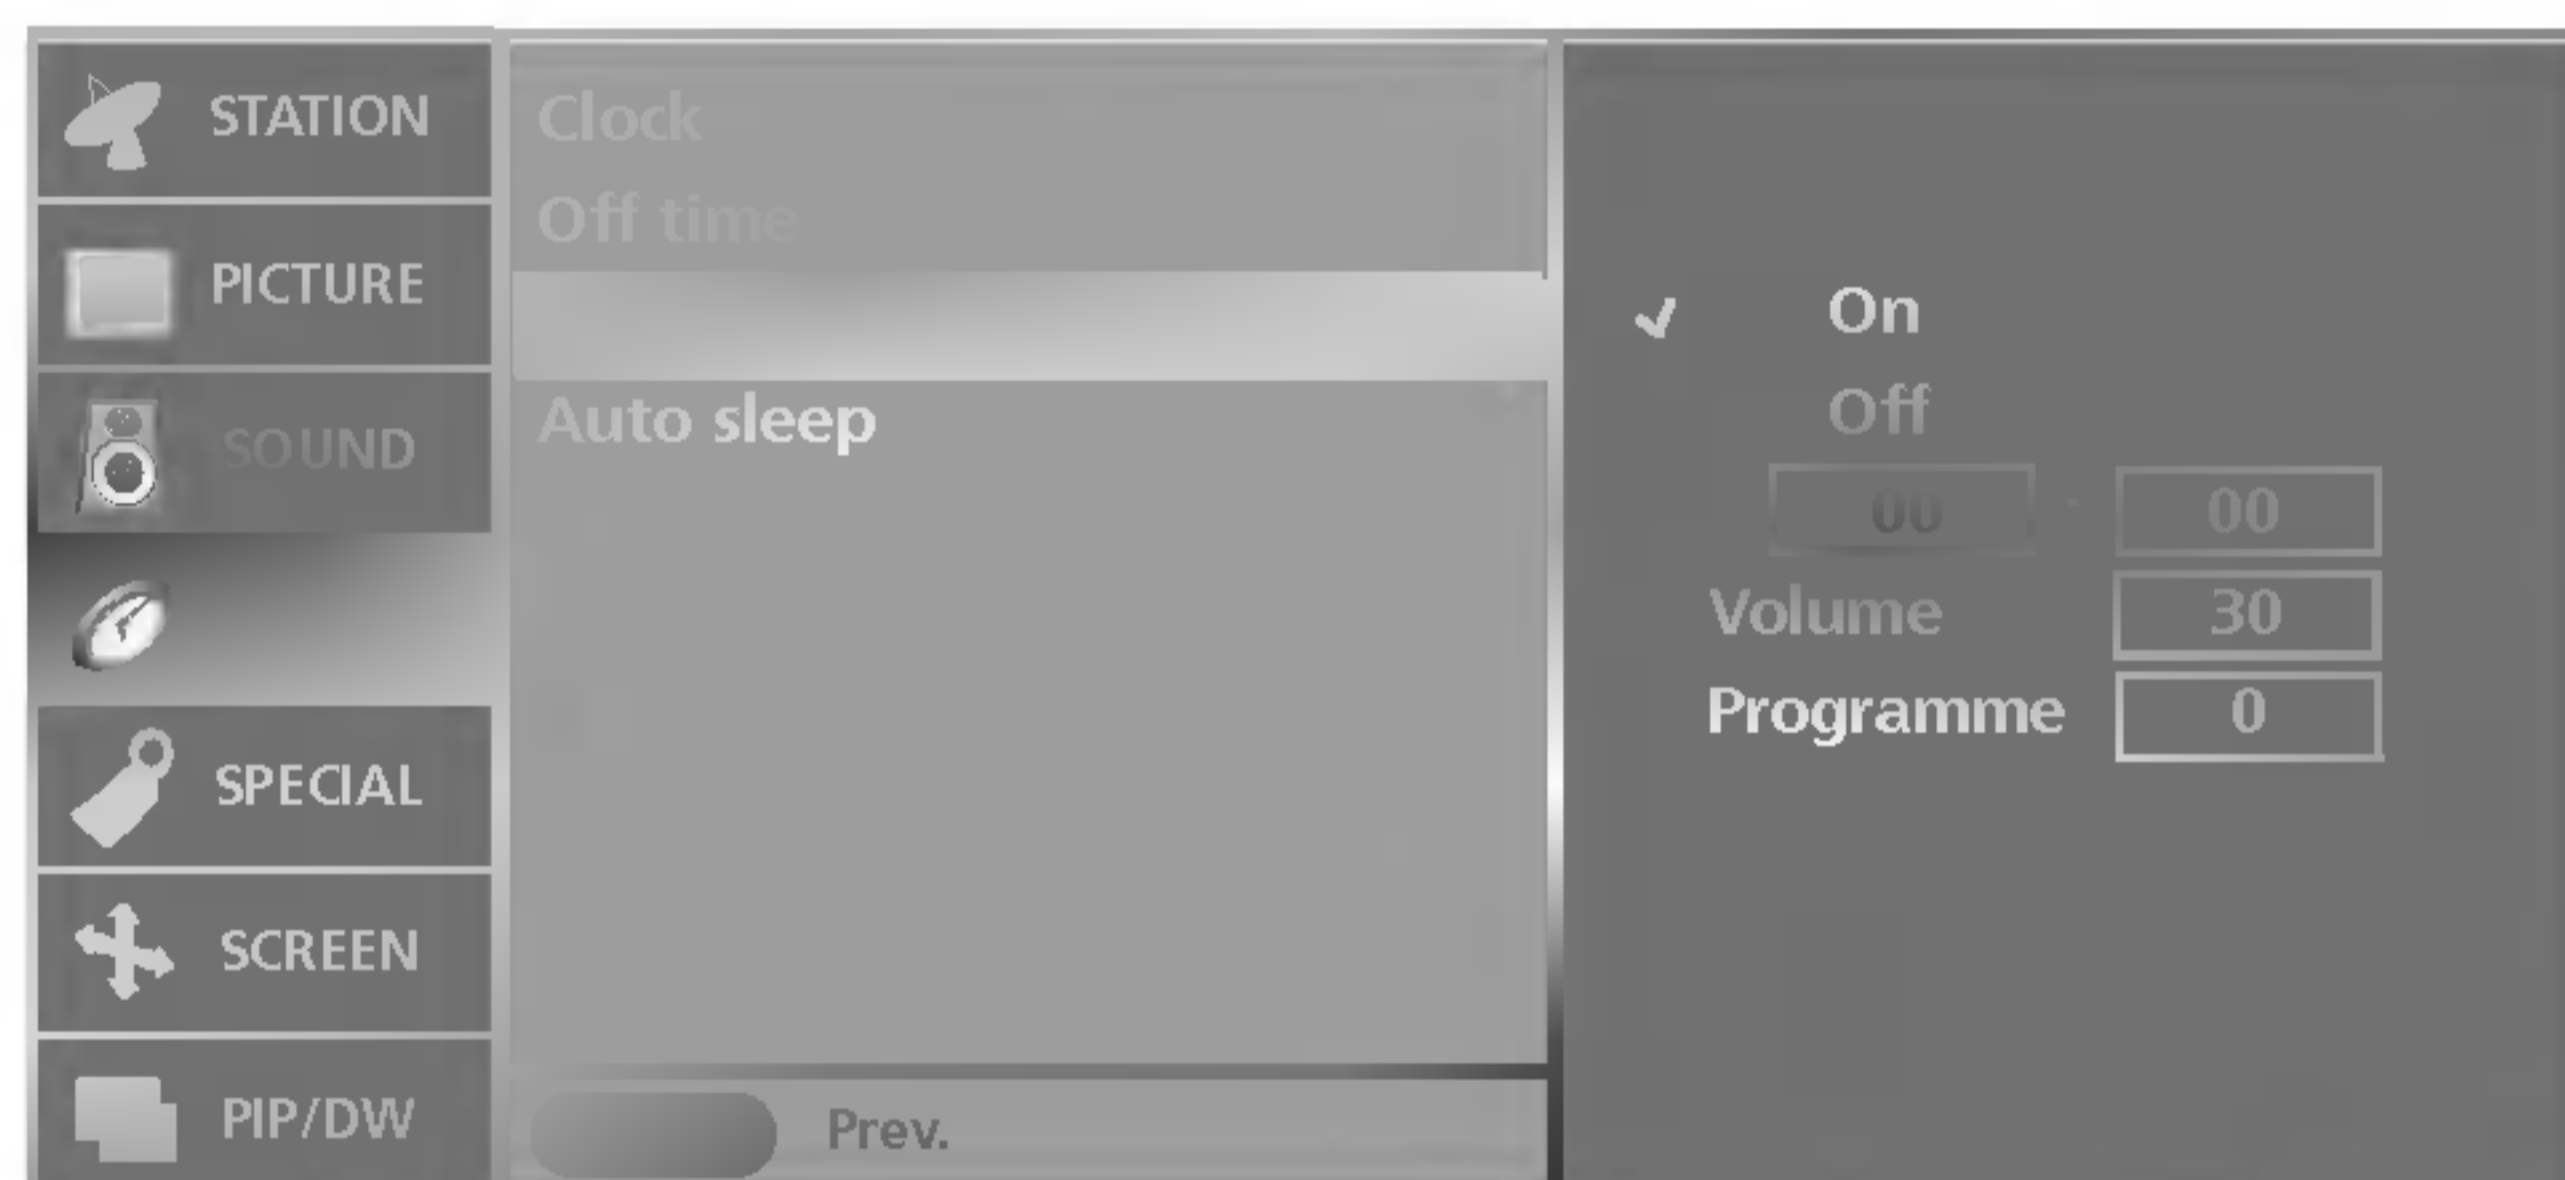 STATION
PICTURE
SOUND
SPECIAL
SCREEN
PIP/DW
Clock
Off time
Auto sleep
Prev.
On
Off
00 : 00
Volume 30
Programme 0